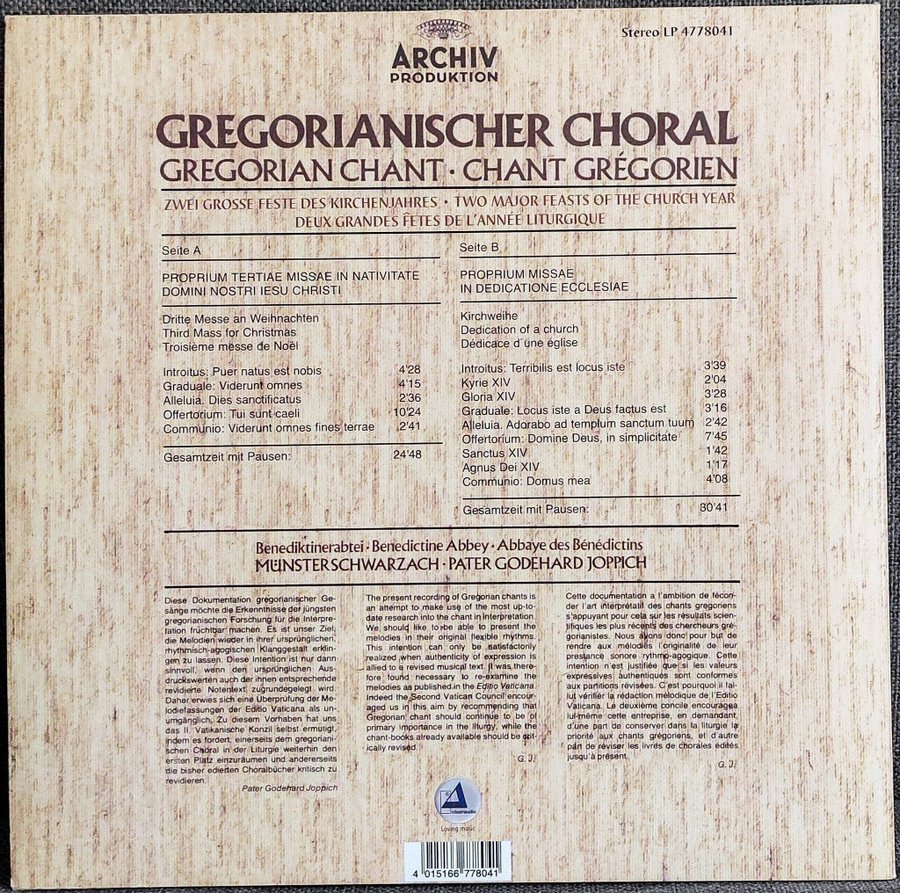 Stereo LP 4778041
ARCHIV
PRODUKTION
GREGORIANISCHER CHORAL
GREGORIAN CHANT · CHANT GRÉGORIEN
ZWEI GROSSE FESTE DES KIRCHENJAHRES · TWO MAJOR FEASTS OF THE CHURCH YEAR
DEUX GRANDES FÊTES DE L'ANNÉE LITURGIQUE
Seite A
PROPRIUM TERTIAE MISSAE IN NATIVITATE
DOMINI NOSTRI IESU CHRISTI
Dritte Messe an Weihnachten
Third Mass for Christmas
Troisième messe de Noël
Introitus: Puer natus est nobis 4'28
Graduale: Viderunt omnes 4'15
Alleluia. Dies sanctificatus 2'36
Offertorium: Tui sunt caeli 10'24
Communio: Viderunt omnes fines terrae 2'41
Gesamtzeit mit Pausen: 24'48
Seite B
PROPRIUM MISSAE
IN DEDICATIONE ECCLESIAE
Kirchweihe
Dedication of a church
Dédicace d'une église
Introitus: Terribilis est locus iste 3'39
Kyrie XIV 2'04
Gloria XIV 3'28
Graduale: Locus iste a Deus factus est 3'16
Alleluia. Adorabo ad templum sanctum tuum 2'42
Offertorium: Domine Deus, in simplicitate 7'45
Sanctus XIV 1'42
Agnus Dei XIV 1'17
Communio: Domus mea 4'08
Gesamtzeit mit Pausen: 30'41
Benediktinerabtei · Benedictine Abbey · Abbaye des Bénédictins
MÜNSTERSCHWARZACH · PATER GODEHARD JOPPICH
Diese Dokumentation gregorianischer Ge-
sänge möchte die Erkenntnisse der jüngsten
gregorianischen Forschung für die Interpre-
tation fruchtbar machen. Es ist unser Ziel,
die Melodien wieder in ihrer ursprünglichen,
rhythmisch-agogischen Klanggestalt erklin-
gen zu lassen. Diese Intention ist nur dann
sinnvoll, wenn den ursprünglichen Aus-
druckswerten auch der ihnen entsprechende
revidierte Notentext zugrundegelegt wird.
Daher erwies sich eine Überprüfung der Me-
lodiefassungen der Editio Vaticana als un-
umgänglich. Zu diesem Vorhaben hat uns
das II. Vatikanische Konzil selbst ermutigt,
indem es fordert, einerseits dem gregoriani-
schen Choral in der Liturgie weiterhin den
ersten Platz einzuräumen und andererseits
die bisher edierten Choralbücher kritisch zu
revidieren.
Pater Godehard Joppich
The present recording of Gregorian chants is
an attempt to make use of the most up-to-
date research into the chant in interpretation.
We should like to be able to present the
melodies in their original flexible rhythms.
This intention can only be satisfactorily
realized when authenticity of expression is
allied to a revised musical text. It was there-
fore found necessary to re-examine the
melodies as published in the Editio Vaticana.
Indeed the Second Vatican Council encour-
aged us in this aim by recommending that
Gregorian chant should continue to be of
primary importance in the liturgy, while the
chant-books already available should be crit-
ically revised.
G. J.
Cette documentation a l'ambition de fécon-
der l'art interprétatif des chants gregoriens
s'appuyant pour cela sur les résultats scien-
tifiques les plus récents des chercheurs gré-
gorianistes. Nous avons donc pour but de
rendre aux mélodies l'originalité de leur
prestance sonore rythmo-agogique. Cette
intention n'est justifiée que si les valeurs
expressives authentiques sont conformes
aux partitions révisées. C'est pourquoi il fal-
lut vérifier la rédaction mélodique de l'Editio
Vaticana. Le deuxième concile encouragea
lui-même cette entreprise, en demandant,
d'une part de conserver dans la liturgie la
priorité aux chants grégoriens, et d'autre
part de réviser les livres de chorales édités
jusqu'à présent.
G. J.
clearaudio
Loving music
4 015166 778041